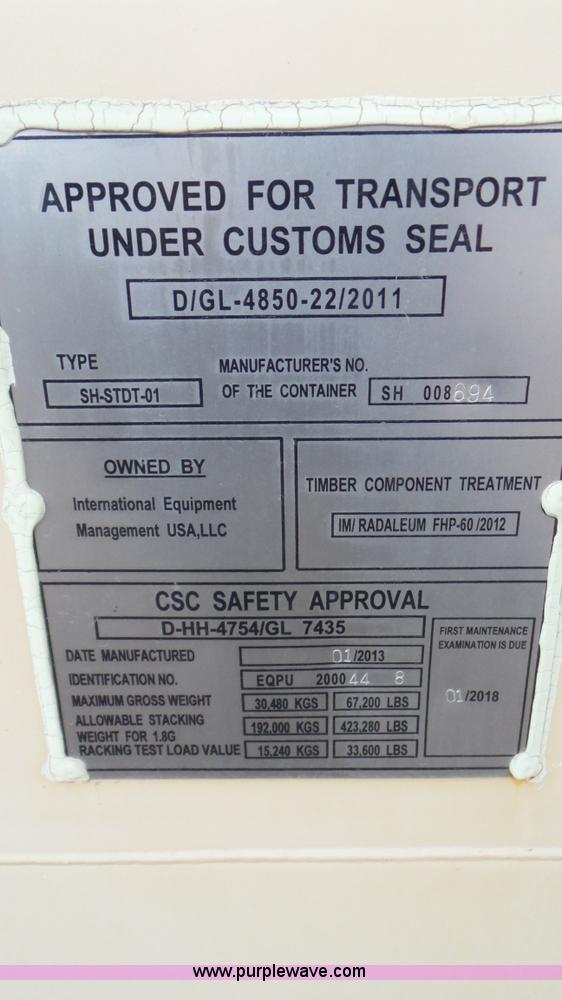 APPROVED FOR TRANSPORT
UNDER CUSTOMS SEAL
D/GL-4850-22/2011
TYPE
SH-STDT-01
MANUFACTURER'S NO.
OF THE CONTAINER
SH 008694
OWNED BY
International Equipment
Management USA,LLC
TIMBER COMPONENT TREATMENT
IM/ RADALEUM FHP-60 /2012
CSC SAFETY APPROVAL
D-HH-4754/GL 7435
DATE MANUFACTURED 01/2013
IDENTIFICATION NO. EQPU 200044 8
MAXIMUM GROSS WEIGHT 30,480 KGS 67,200 LBS
ALLOWABLE STACKING
WEIGHT FOR 1.8G 192,000 KGS 423,280 LBS
RACKING TEST LOAD VALUE 15,240 KGS 33,600 LBS
FIRST MAINTENANCE
EXAMINATION IS DUE
01/2018
www.purplewave.com